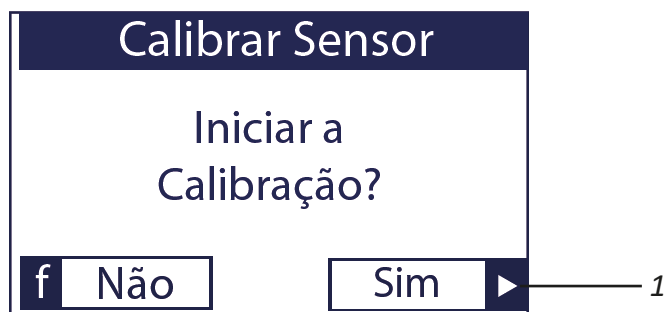 Calibrar Sensor
Iniciar a
Calibração?
f Não Sim ▶ 1